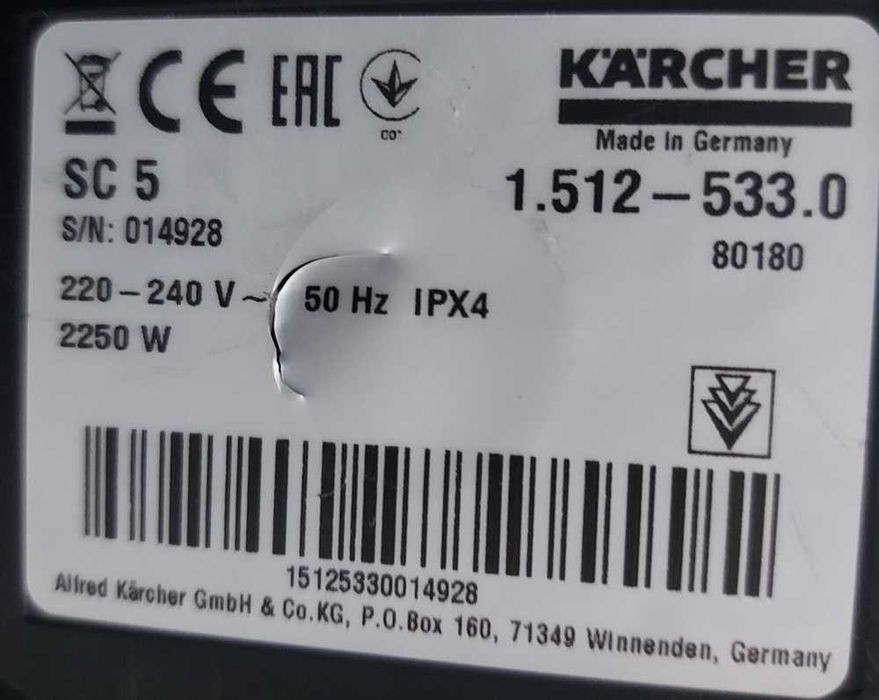 CE EAC
co
KÄRCHER
Made in Germany
SC 5
1.512-533.0
S/N: 014928
80180
220-240 V~ 50 Hz IPX4
2250 W
15125330014928
Alfred Kärcher GmbH & Co.KG, P.O.Box 160, 71349 Winnenden, Germany